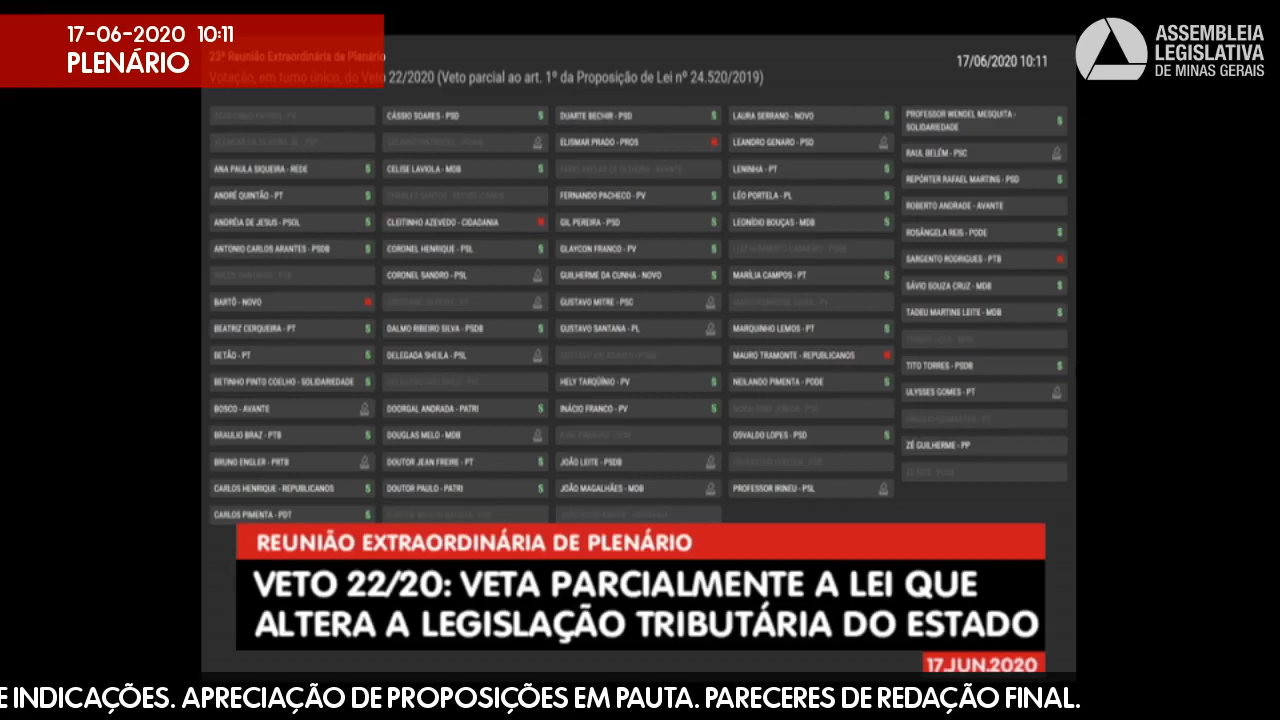 17-06-2020 10:11
PLENÁRIO
ASSEMBLEIA
LEGISLATIVA
DE MINAS GERAIS
23ª Reunião Extraordinária de Plenário
17/06/2020 10:11
Votação, em turno único, do Veto 22/2020 (Veto parcial ao art. 1º da Proposição de Lei nº 24.520/2019)
ANA PAULA SIQUEIRA - REDE S
ANDRÉ QUINTÃO - PT S
ANDRÉIA DE JESUS - PSOL S
ANTONIO CARLOS ARANTES - PSDB S
BARTÔ - NOVO N
BEATRIZ CERQUEIRA - PT S
BETÃO - PT S
BETINHO PINTO COELHO - SOLIDARIEDADE S
BOSCO - AVANTE
BRAULIO BRAZ - PTB S
BRUNO ENGLER - PRTB
CARLOS HENRIQUE - REPUBLICANOS S
CARLOS PIMENTA - PDT S
CÁSSIO SOARES - PSD S
CELISE LAVIOLA - MDB S
CLEITINHO AZEVEDO - CIDADANIA N
CORONEL HENRIQUE - PSL S
CORONEL SANDRO - PSL
DALMO RIBEIRO SILVA - PSDB S
DELEGADA SHEILA - PSL
DOORGAL ANDRADA - PATRI S
DOUGLAS MELO - MDB
DOUTOR JEAN FREIRE - PT S
DOUTOR PAULO - PATRI S
DUARTE BECHIR - PSD S
ELISMAR PRADO - PROS N
FERNANDO PACHECO - PV S
GIL PEREIRA - PSD S
GLAYCON FRANCO - PV S
GUILHERME DA CUNHA - NOVO S
GUSTAVO MITRE - PSC
GUSTAVO SANTANA - PL
HELY TARQÜÍNIO - PV S
INÁCIO FRANCO - PV S
JOÃO LEITE - PSDB
JOÃO MAGALHÃES - MDB
LAURA SERRANO - NOVO S
LEANDRO GENARO - PSD
LENINHA - PT S
LÉO PORTELA - PL S
LEONÍDIO BOUÇAS - MDB S
MARÍLIA CAMPOS - PT S
MARQUINHO LEMOS - PT S
MAURO TRAMONTE - REPUBLICANOS N
NEILANDO PIMENTA - PODE S
OSVALDO LOPES - PSD S
PROFESSOR IRINEU - PSL
PROFESSOR WENDEL MESQUITA -
SOLIDARIEDADE S
RAUL BELÉM - PSC
REPÓRTER RAFAEL MARTINS - PSD S
ROBERTO ANDRADE - AVANTE
ROSÂNGELA REIS - PODE S
SARGENTO RODRIGUES - PTB N
SÁVIO SOUZA CRUZ - MDB S
TADEU MARTINS LEITE - MDB S
TITO TORRES - PSDB S
ULYSSES GOMES - PT
ZÉ GUILHERME - PP
REUNIÃO EXTRAORDINÁRIA DE PLENÁRIO
VETO 22/20: VETA PARCIALMENTE A LEI QUE
ALTERA A LEGISLAÇÃO TRIBUTÁRIA DO ESTADO
17.JUN.2020
E INDICAÇÕES. APRECIAÇÃO DE PROPOSIÇÕES EM PAUTA. PARECERES DE REDAÇÃO FINAL.